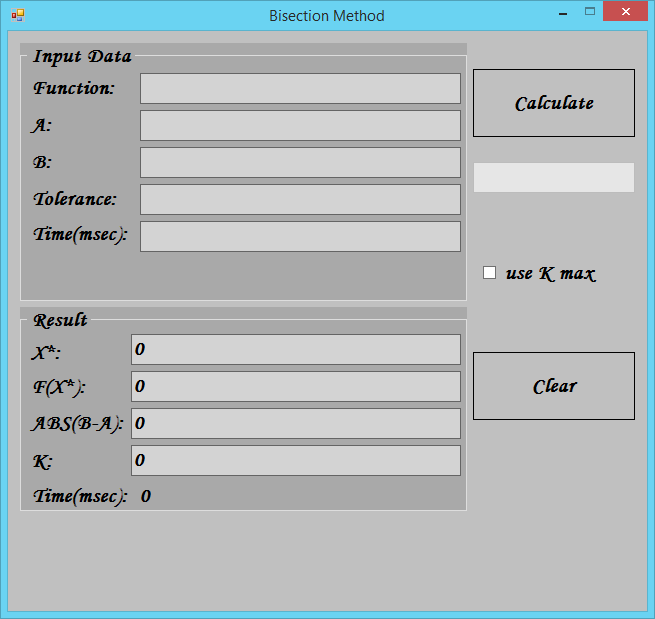 Bisection Method
Input Data
Function:
A:
B:
Tolerance:
Time(msec):
Calculate
use K max
Result
X*: 0
F(X*): 0
ABS(B-A): 0
K: 0
Time(msec): 0
Clear